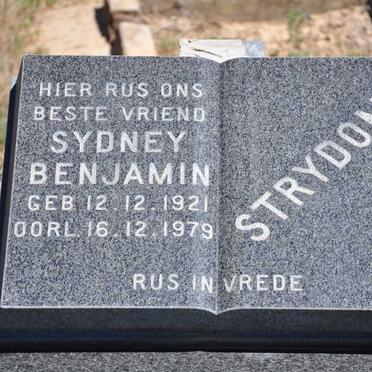 HIER RUS ONS
BESTE VRIEND
SYDNEY
BENJAMIN
GEB 12.12.1921
OORL. 16.12.1979
STRYDOM
RUS IN VREDE